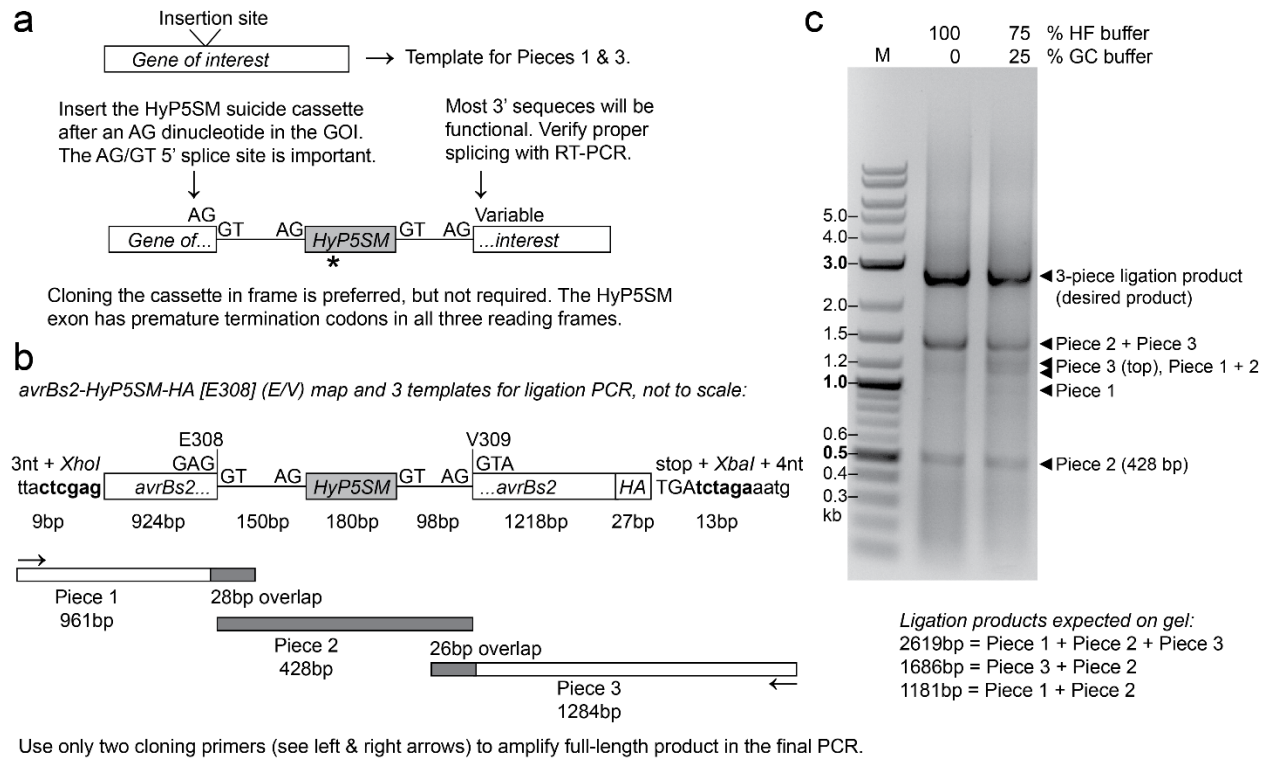 a
Insertion site
Gene of interest
Template for Pieces 1 & 3.
Insert the HyP5SM suicide cassette
after an AG dinucleotide in the GOI.
The AG/GT 5' splice site is important.
Most 3' sequeces will be
functional. Verify proper
splicing with RT-PCR.
AG
GT
AG
GT
AG
Variable
Gene of...
HyP5SM
...interest
*
Cloning the cassette in frame is preferred, but not required. The HyP5SM
exon has premature termination codons in all three reading frames.
b
avrBs2-HyP5SM-HA [E308] (E/V) map and 3 templates for ligation PCR, not to scale:
E308
V309
3nt + XhoI
GAG
GT
AG
GT
AG
GTA
stop + XbaI + 4nt
ttactcgag
avrBs2...
HyP5SM
...avrBs2
HA
TGAtctagaaatg
9bp
924bp
150bp
180bp
98bp
1218bp
27bp
13bp
Piece 1
961bp
28bp overlap
Piece 2
428bp
26bp overlap
Piece 3
1284bp
Use only two cloning primers (see left & right arrows) to amplify full-length product in the final PCR.
c
100 75 % HF buffer
M 0 25 % GC buffer
5.0
4.0
3.0
2.0
1.5
1.2
1.0
0.6
0.5
0.4
0.3
kb
3-piece ligation product
(desired product)
Piece 2 + Piece 3
Piece 3 (top), Piece 1 + 2
Piece 1
Piece 2 (428 bp)
Ligation products expected on gel:
2619bp = Piece 1 + Piece 2 + Piece 3
1686bp = Piece 3 + Piece 2
1181bp = Piece 1 + Piece 2